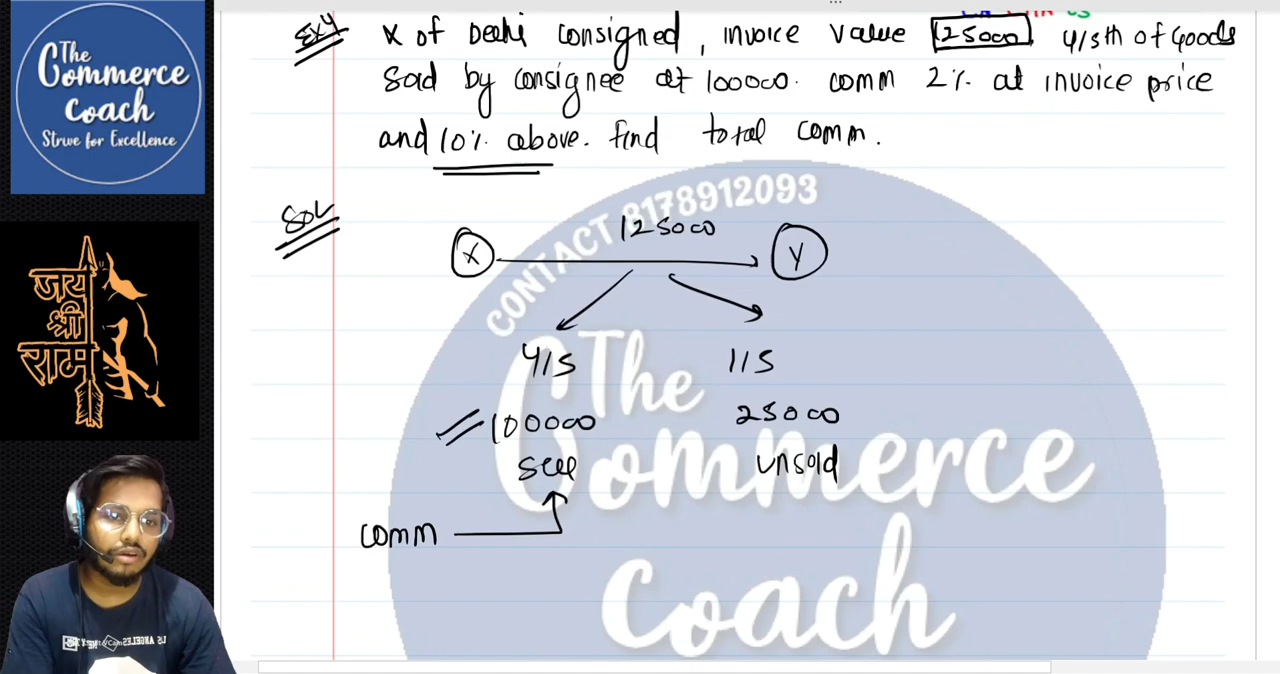 The
Commerce
Coach
Strive for Excellence
जय
श्री
राम
Ex4
X of Delhi consigned, invoice value 125000 4/5th of Goods
Sold by consignee at 100000. comm 2% at invoice price
and 10% above. find total comm.
Sol
CONTACT 8178912093
125000
X
Y
4/5
1/5
100000
25000
Sell
unsold
comm
The
Commerce
Coach
LOS ANGELES